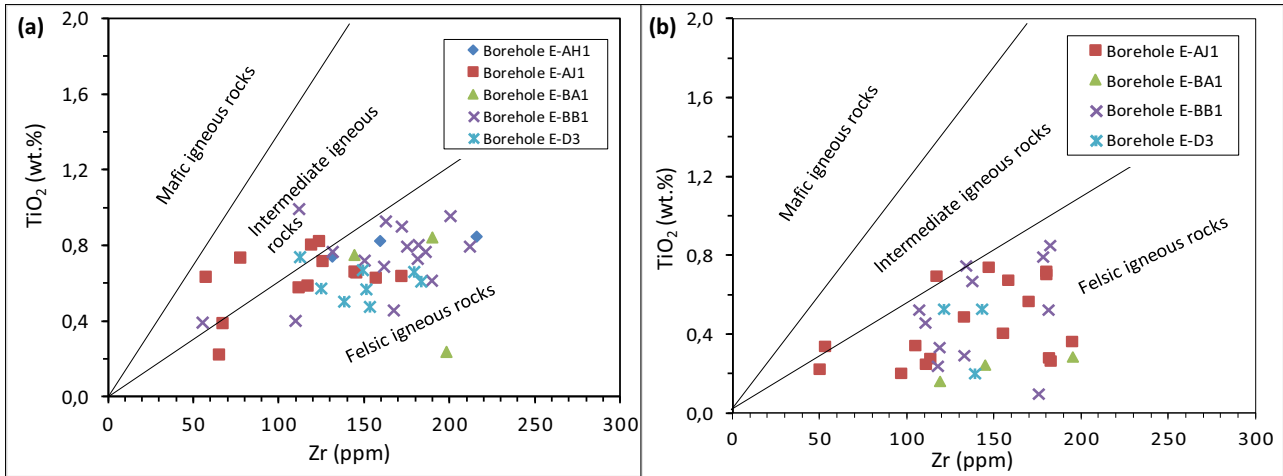 (a)
2,0
1,6
1,2
0,8
0,4
0,0
TiO2 (wt.%)
Mafic igneous rocks
Intermediate igneous
rocks
Felsic igneous rocks
Borehole E-AH1
Borehole E-AJ1
Borehole E-BA1
Borehole E-BB1
Borehole E-D3
0
50
100
150
200
250
300
Zr (ppm)
(b)
2,0
1,6
1,2
0,8
0,4
0,0
TiO2 (wt.%)
Mafic igneous rocks
Intermediate igneous rocks
Felsic igneous rocks
Borehole E-AJ1
Borehole E-BA1
Borehole E-BB1
Borehole E-D3
0
50
100
150
200
250
300
Zr (ppm)